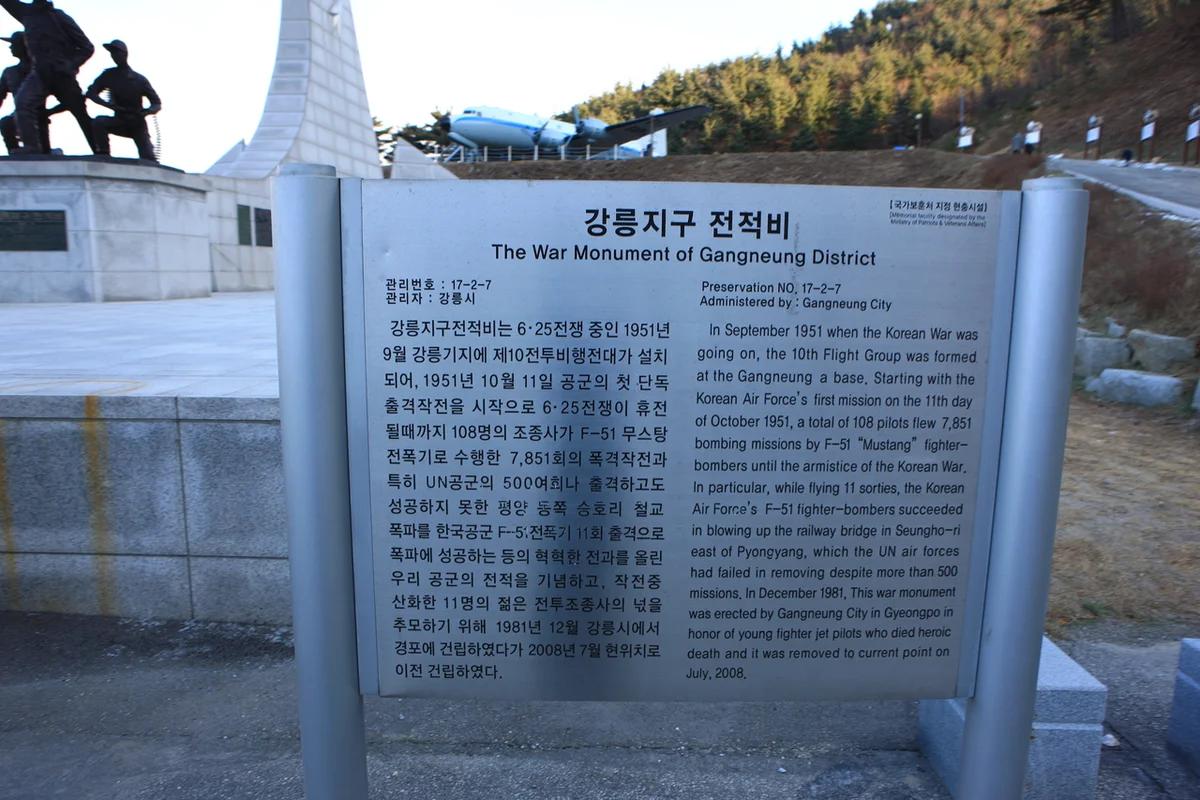 강릉지구 전적비
[국가보훈처 지정 현충시설]
[Memorial facility designated by the
Ministry of Patriots & Veterans Affairs]
The War Monument of Gangneung District
관리번호 : 17-2-7
관리자 : 강릉시
강릉지구전적비는 6·25전쟁 중인 1951년
9월 강릉기지에 제10전투비행전대가 설치
되어, 1951년 10월 11일 공군의 첫 단독
출격작전을 시작으로 6·25전쟁이 휴전
될때까지 108명의 조종사가 F-51 무스탕
전폭기로 수행한 7,851회의 폭격작전과
특히 UN공군의 500여회나 출격하고도
성공하지 못한 평양 동쪽 승호리 철교
폭파를 한국공군 F-51전폭기 11회 출격으로
폭파에 성공하는 등의 혁혁한 전과를 올린
우리 공군의 전적을 기념하고, 작전중
산화한 11명의 젊은 전투조종사의 넋을
추모하기 위해 1981년 12월 강릉시에서
경포에 건립하였다가 2008년 7월 현위치로
이전 건립하였다.
Preservation NO. 17-2-7
Administered by : Gangneung City
In September 1951 when the Korean War was
going on, the 10th Flight Group was formed
at the Gangneung a base. Starting with the
Korean Air Force's first mission on the 11th day
of October 1951, a total of 108 pilots flew 7,851
bombing missions by F-51 “Mustang” fighter-
bombers until the armistice of the Korean War.
In particular, while flying 11 sorties, the Korean
Air Force's F-51 fighter-bombers succeeded
in blowing up the railway bridge in Seungho-ri
east of Pyongyang, which the UN air forces
had failed in removing despite more than 500
missions. In December 1981, This war monument
was erected by Gangneung City in Gyeongpo in
honor of young fighter jet pilots who died heroic
death and it was removed to current point on
July, 2008.